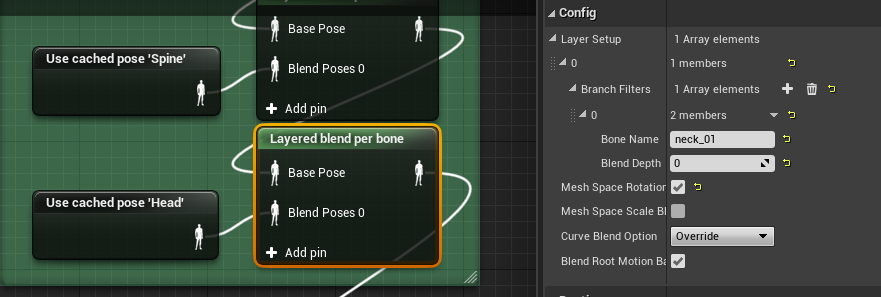 Use cached pose 'Spine'
Base Pose
Blend Poses 0
Add pin
Layered blend per bone
Base Pose
Use cached pose 'Head'
Blend Poses 0
Add pin
Config
Layer Setup 1 Array elements
0 1 members
Branch Filters 1 Array elements
0 2 members
Bone Name neck_01
Blend Depth 0
Mesh Space Rotation
Mesh Space Scale Bl
Curve Blend Option Override
Blend Root Motion Ba